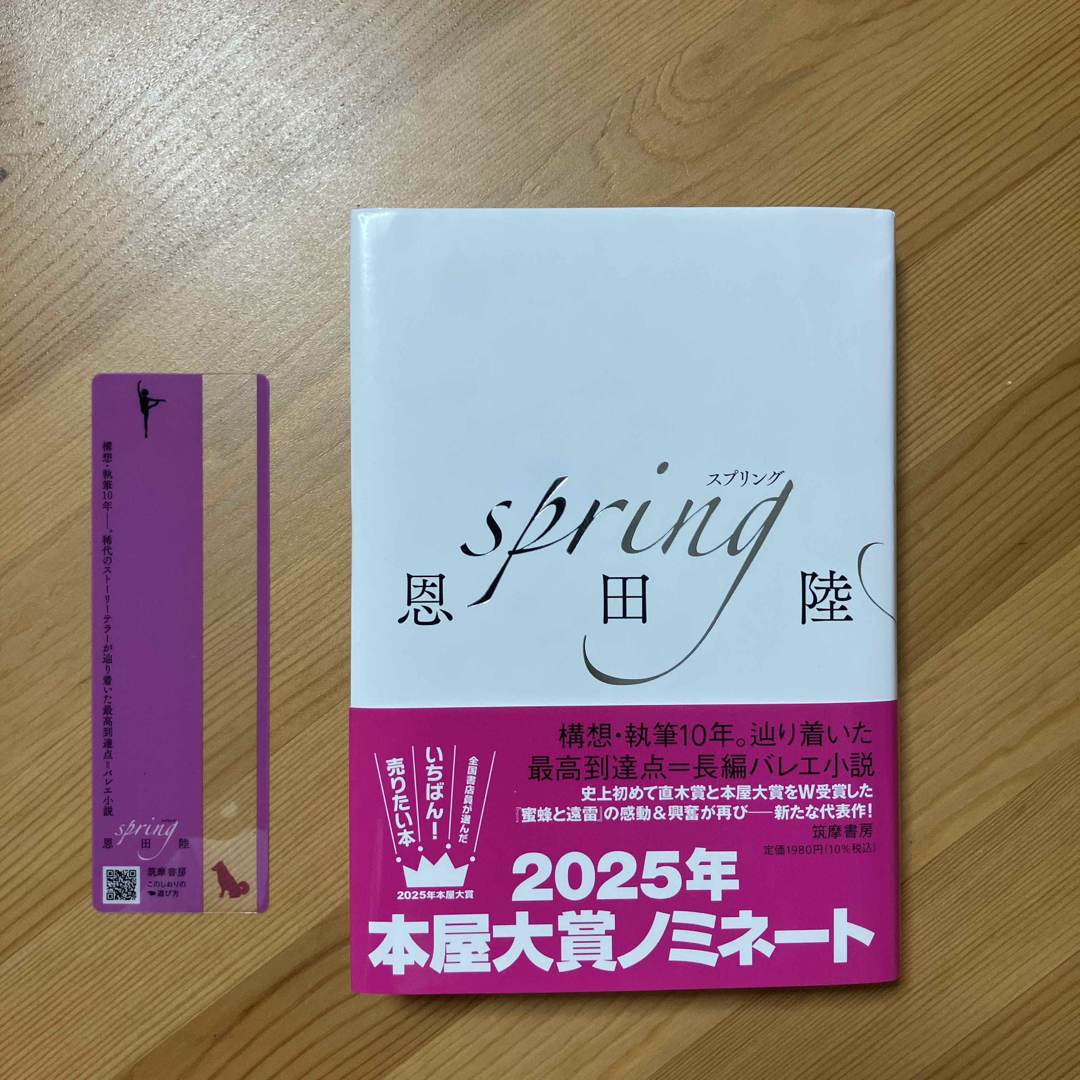 構想・執筆10年——。稀代のストーリーテラーが辿り着いた最高到達点＝バレエ小説
スプリング
spring
恩田陸
筑摩書房
このしおりの
遊び方
スプリング
spring
恩田陸
構想・執筆10年。辿り着いた
最高到達点＝長編バレエ小説
史上初めて直木賞と本屋大賞をW受賞した
『蜜蜂と遠雷』の感動＆興奮が再び——新たな代表作！
筑摩書房
定価1980円（10％税込）
全国書店員が選んだ
いちばん！
売りたい本
2025年本屋大賞
2025年
本屋大賞ノミネート